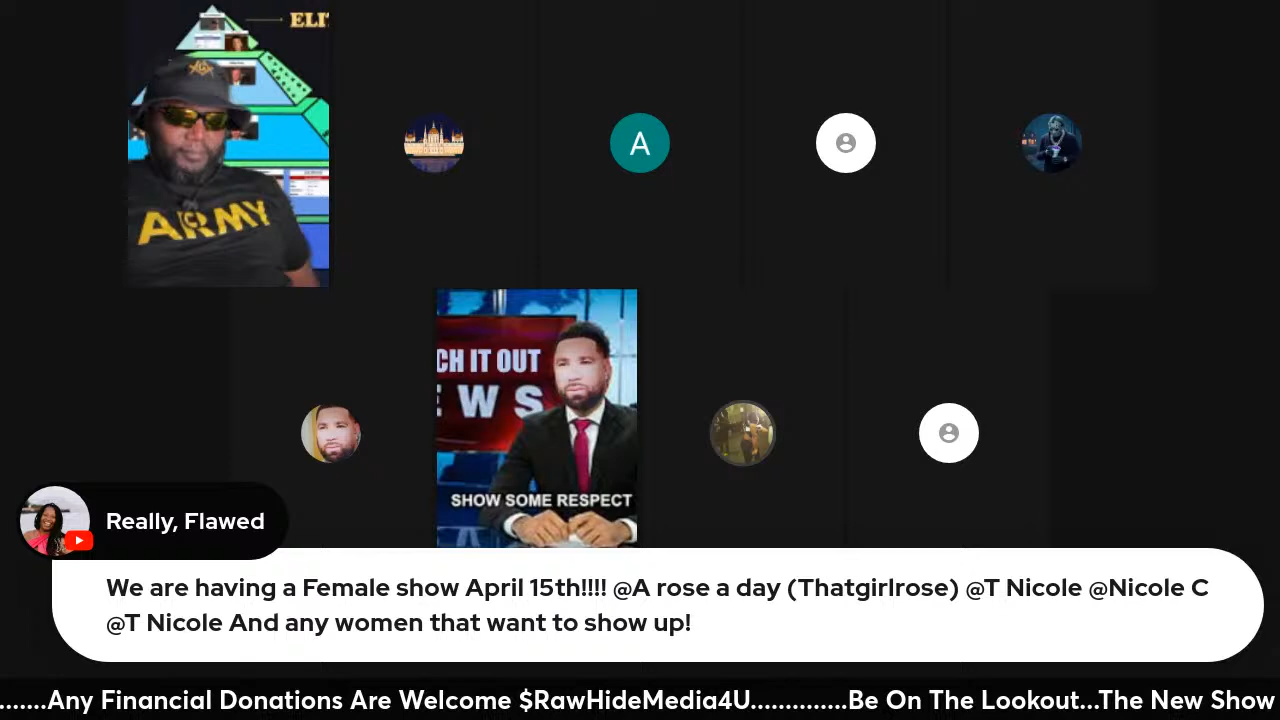 ELI
ARMY
A
CH IT OUT
EWS
SHOW SOME RESPECT
Really, Flawed
We are having a Female show April 15th!!!! @A rose a day (Thatgirlrose) @T Nicole @Nicole C
@T Nicole And any women that want to show up!
.......Any Financial Donations Are Welcome $RawHideMedia4U..............Be On The Lookout...The New Show